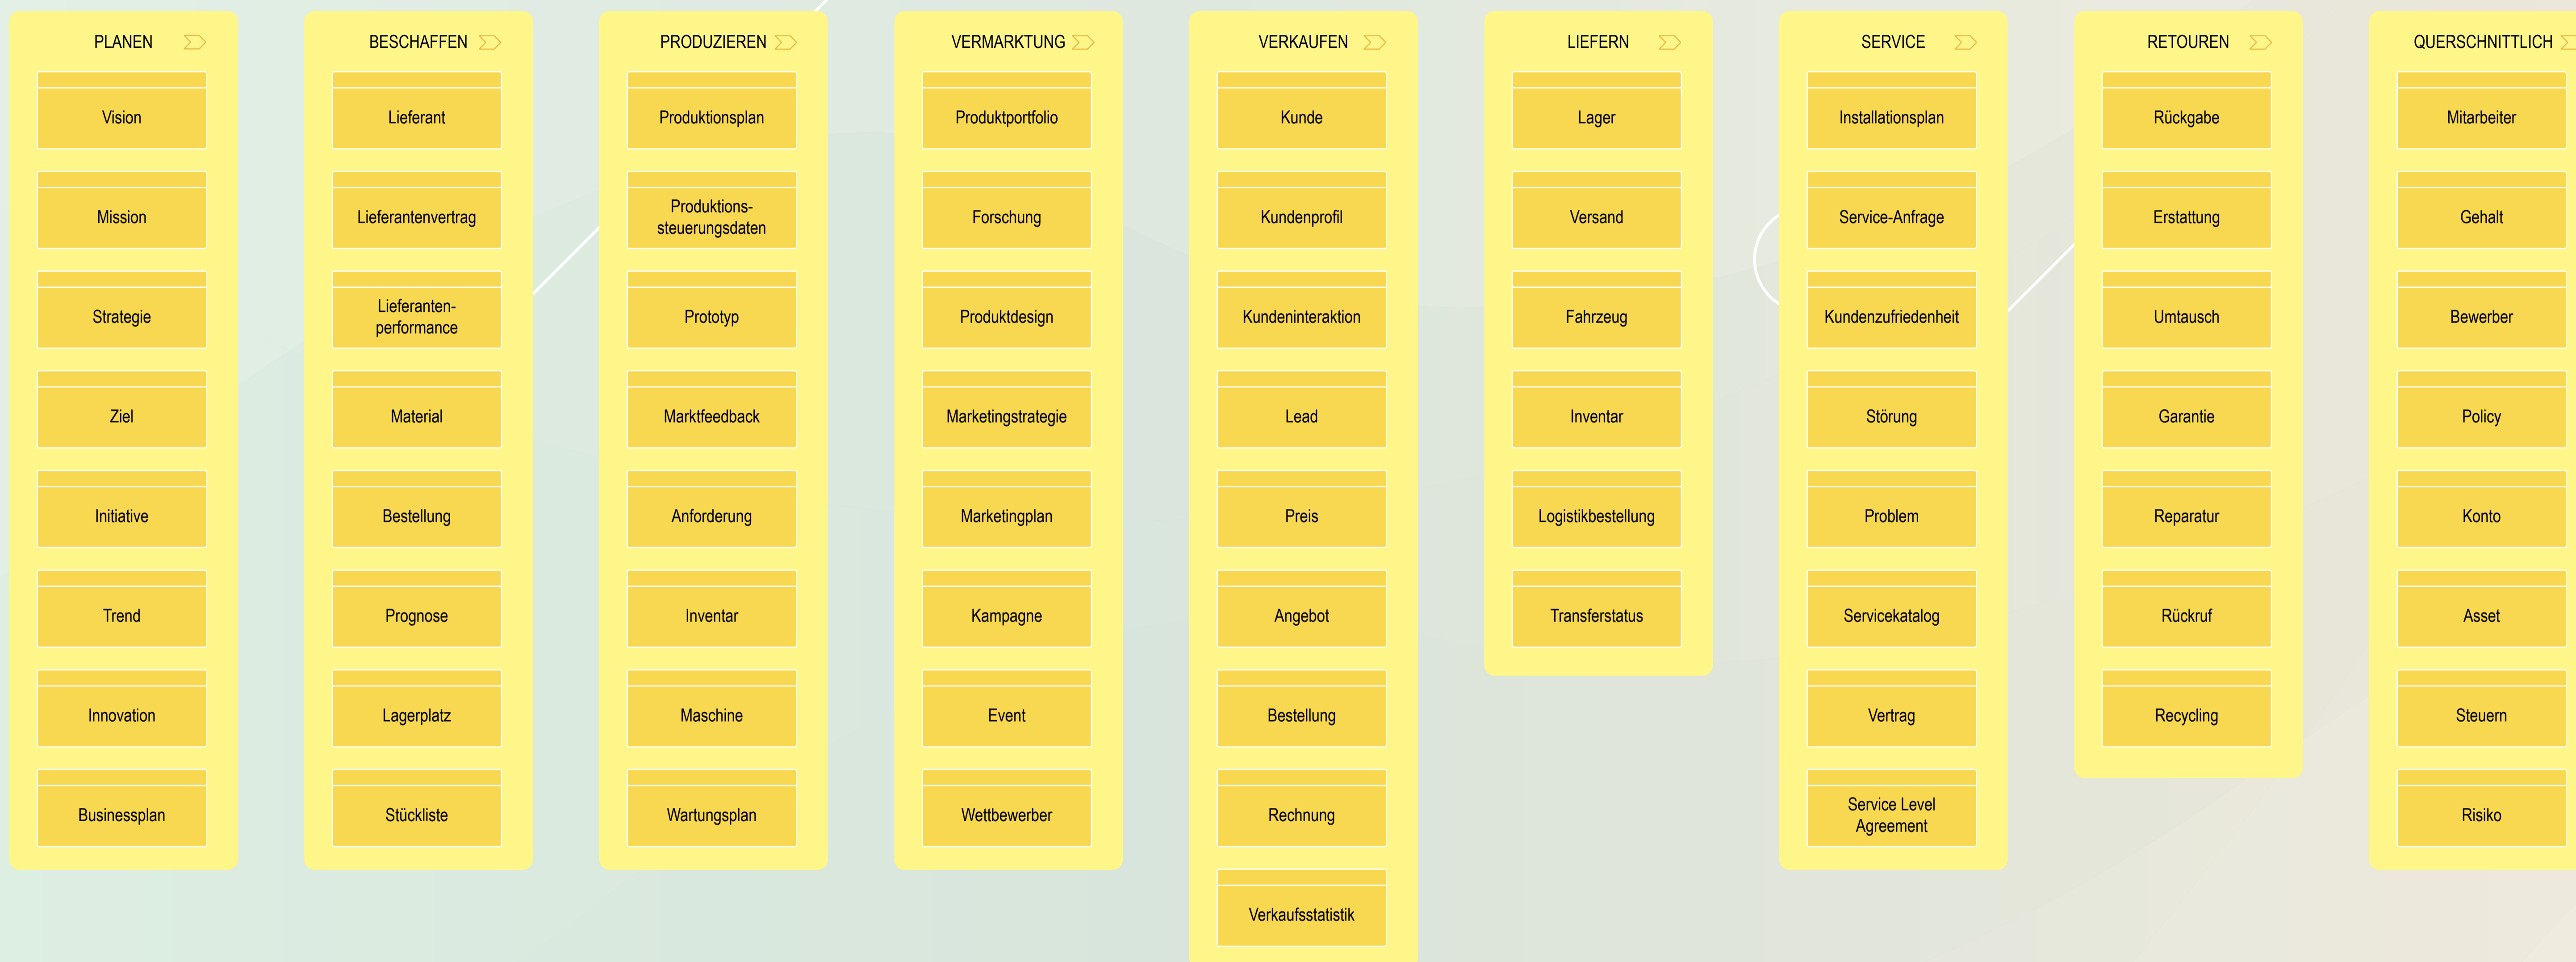 PLANEN
Vision
Mission
Strategie
Ziel
Initiative
Trend
Innovation
Businessplan
BESCHAFFEN
Lieferant
Lieferantenvertrag
Lieferanten-
performance
Material
Bestellung
Prognose
Lagerplatz
Stückliste
PRODUZIEREN
Produktionsplan
Produktions-
steuerungsdaten
Prototyp
Marktfeedback
Anforderung
Inventar
Maschine
Wartungsplan
VERMARKTUNG
Produktportfolio
Forschung
Produktdesign
Marketingstrategie
Marketingplan
Kampagne
Event
Wettbewerber
VERKAUFEN
Kunde
Kundenprofil
Kundeninteraktion
Lead
Preis
Angebot
Bestellung
Rechnung
Verkaufsstatistik
LIEFERN
Lager
Versand
Fahrzeug
Inventar
Logistikbestellung
Transferstatus
SERVICE
Installationsplan
Service-Anfrage
Kundenzufriedenheit
Störung
Problem
Servicekatalog
Vertrag
Service Level
Agreement
RETOUREN
Rückgabe
Erstattung
Umtausch
Garantie
Reparatur
Rückruf
Recycling
QUERSCHNITTLICH
Mitarbeiter
Gehalt
Bewerber
Policy
Konto
Asset
Steuern
Risiko